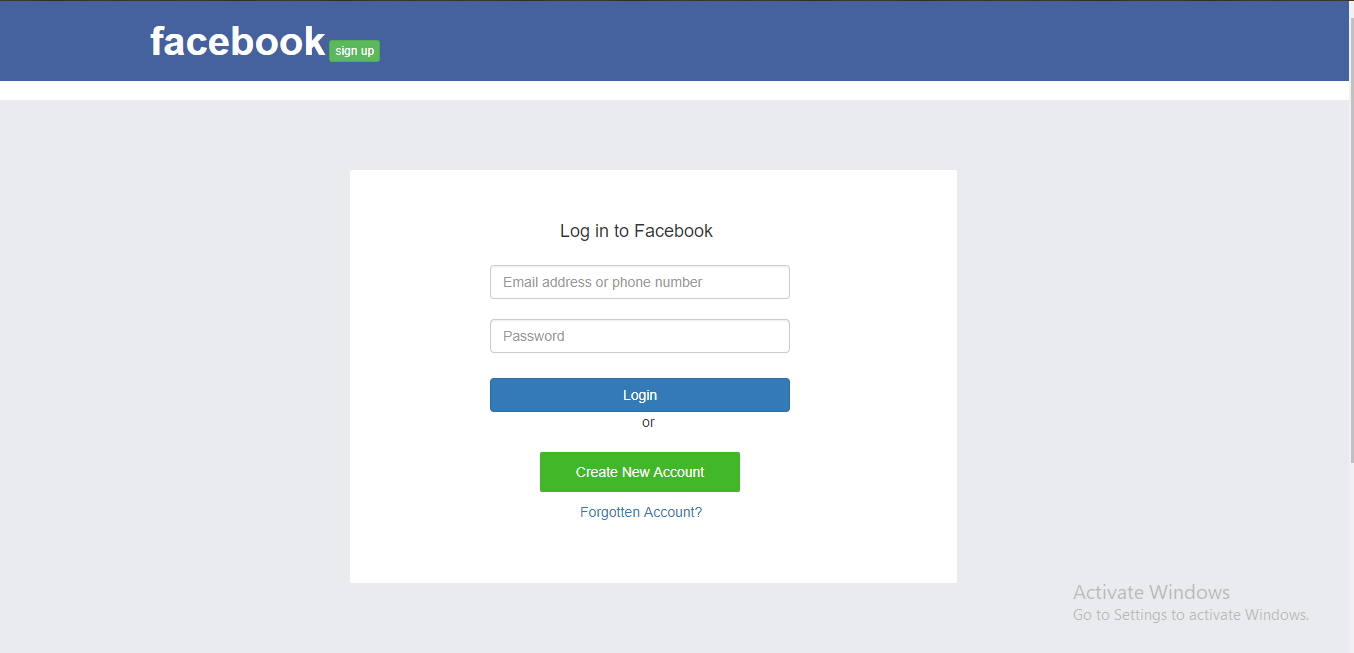 facebook sign up
Log in to Facebook
Email address or phone number
Password
Login
or
Create New Account
Forgotten Account?
Activate Windows
Go to Settings to activate Windows.